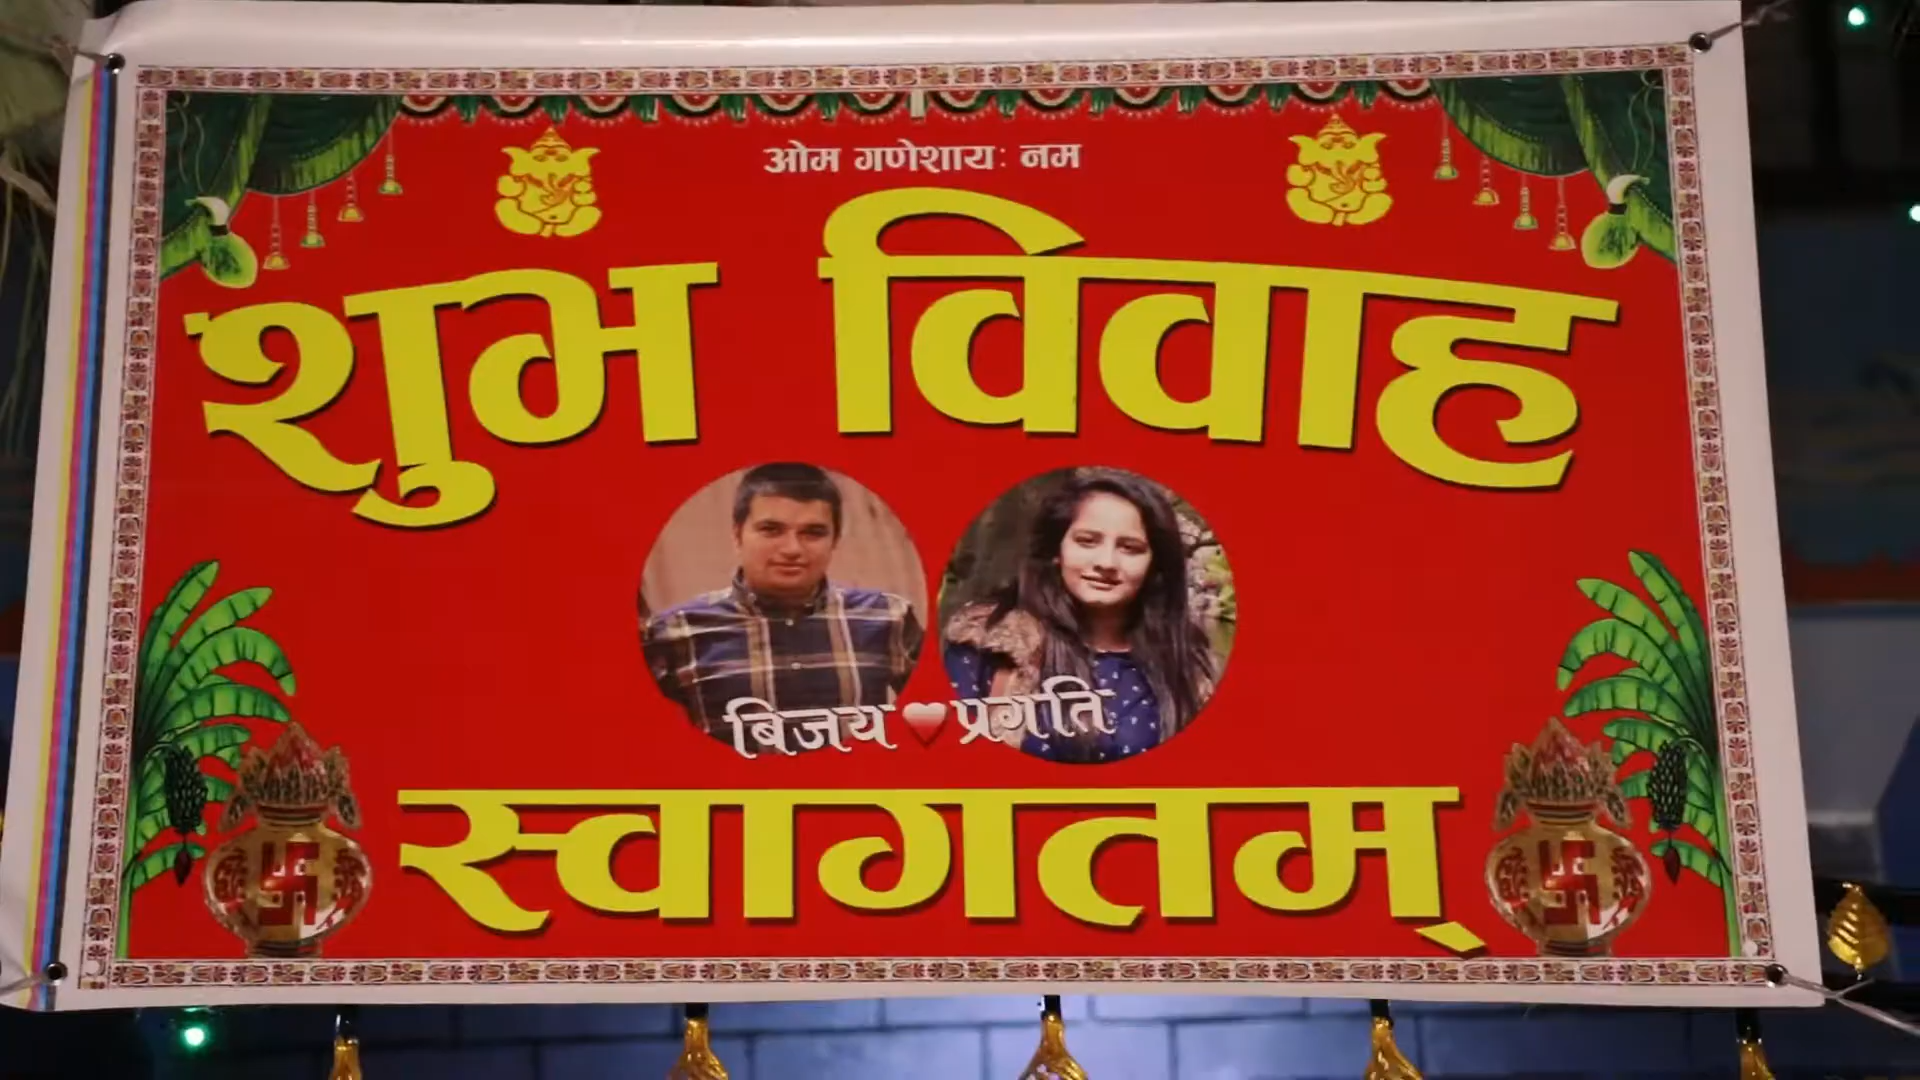 ओम गणेशायः नम
शुभ विवाह
बिजय प्रगति
स्वागतम्